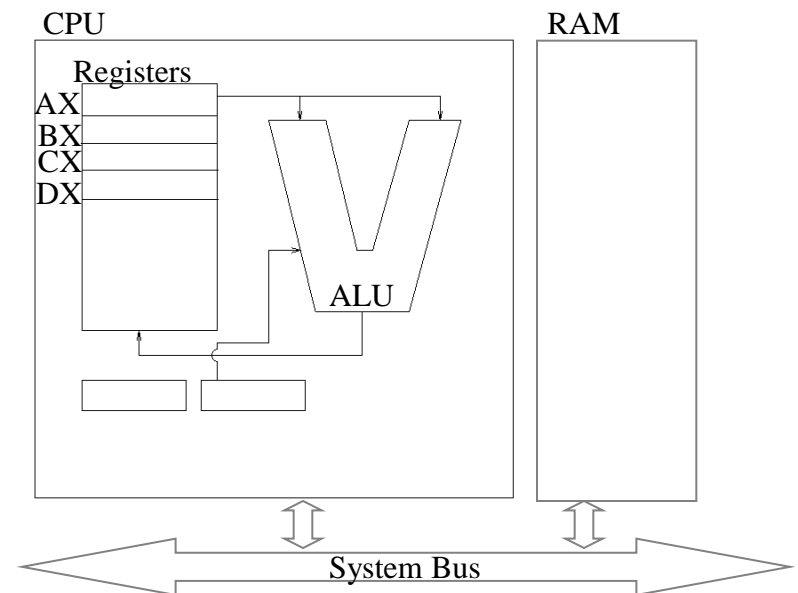 CPU
RAM
Registers
AX
BX
CX
DX
ALU
System Bus